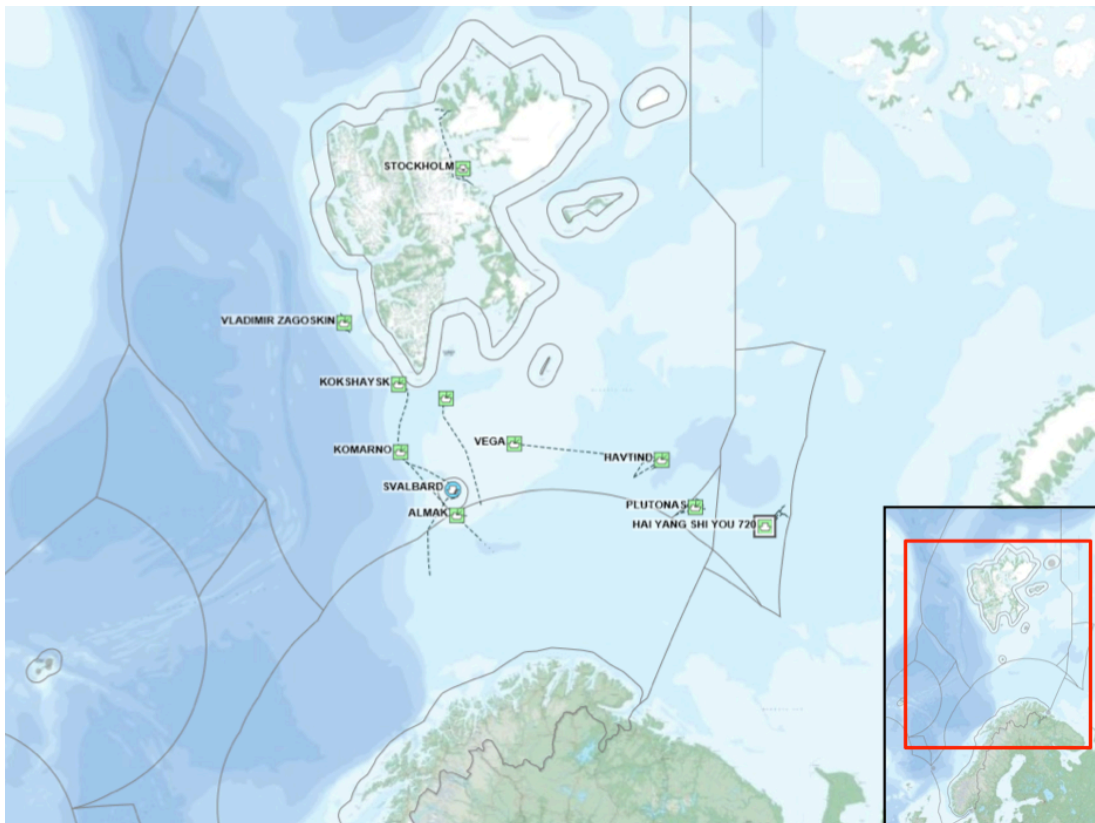 STOCKHOLM
VLADIMIR ZAGOSKIN
KOKSHAYSK
VEGA
KOMARNO
HAVTIND
SVALBARD
PLUTONAS
ALMAK
HAI YANG SHI YOU 720